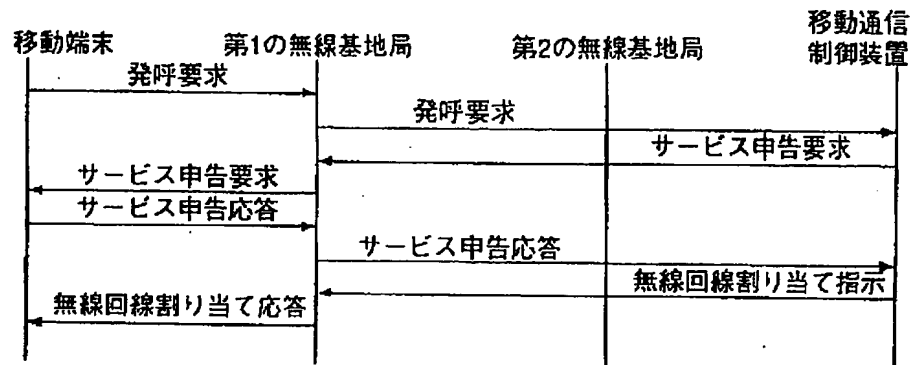 移動端末
第1の無線基地局
第2の無線基地局
移動通信
制御装置
発呼要求
発呼要求
サービス申告要求
サービス申告要求
サービス申告応答
サービス申告応答
無線回線割り当て指示
無線回線割り当て応答